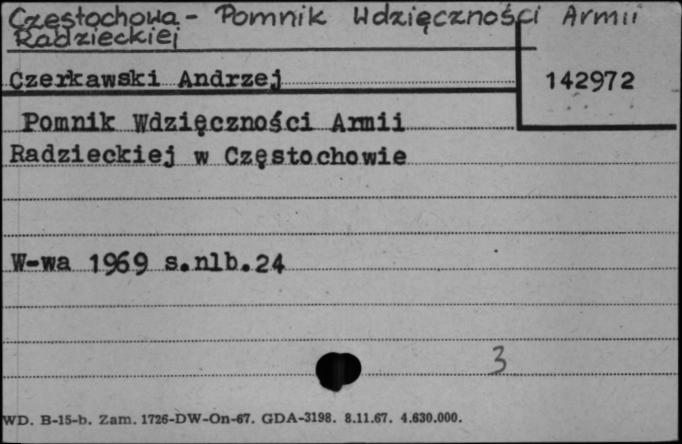 Częstochowa - Pomnik Wdzięczności Armii
Radzieckiej
Czerkawski Andrzej
142972
Pomnik Wdzięczności Armii
Radzieckiej w Częstochowie
W-wa 1969 s.nlb.24
3
WD. B-15-b. Zam. 1726-DW-On-67. GDA-3198. 8.11.67. 4.630.000.